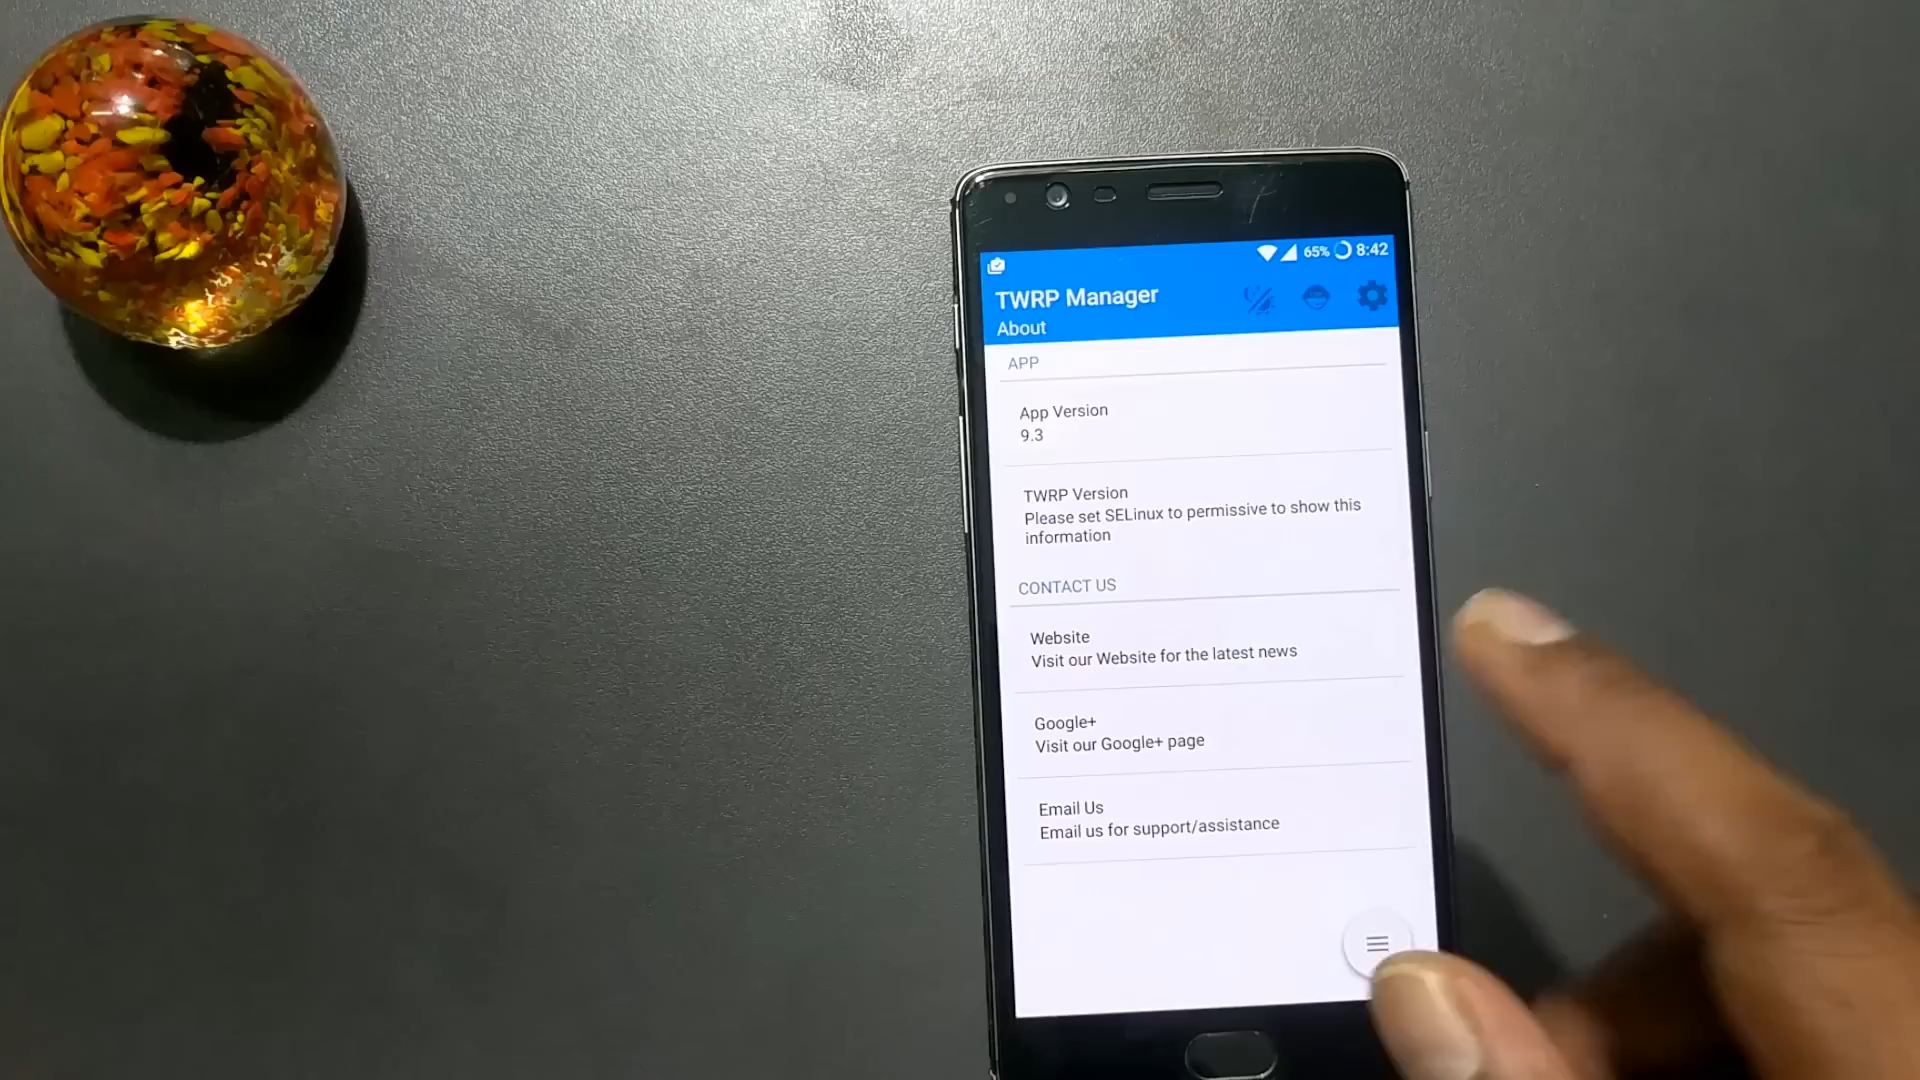 65% 8:42
TWRP Manager
About
APP
App Version
9.3
TWRP Version
Please set SELinux to permissive to show this
information
CONTACT US
Website
Visit our Website for the latest news
Google+
Visit our Google+ page
Email Us
Email us for support/assistance